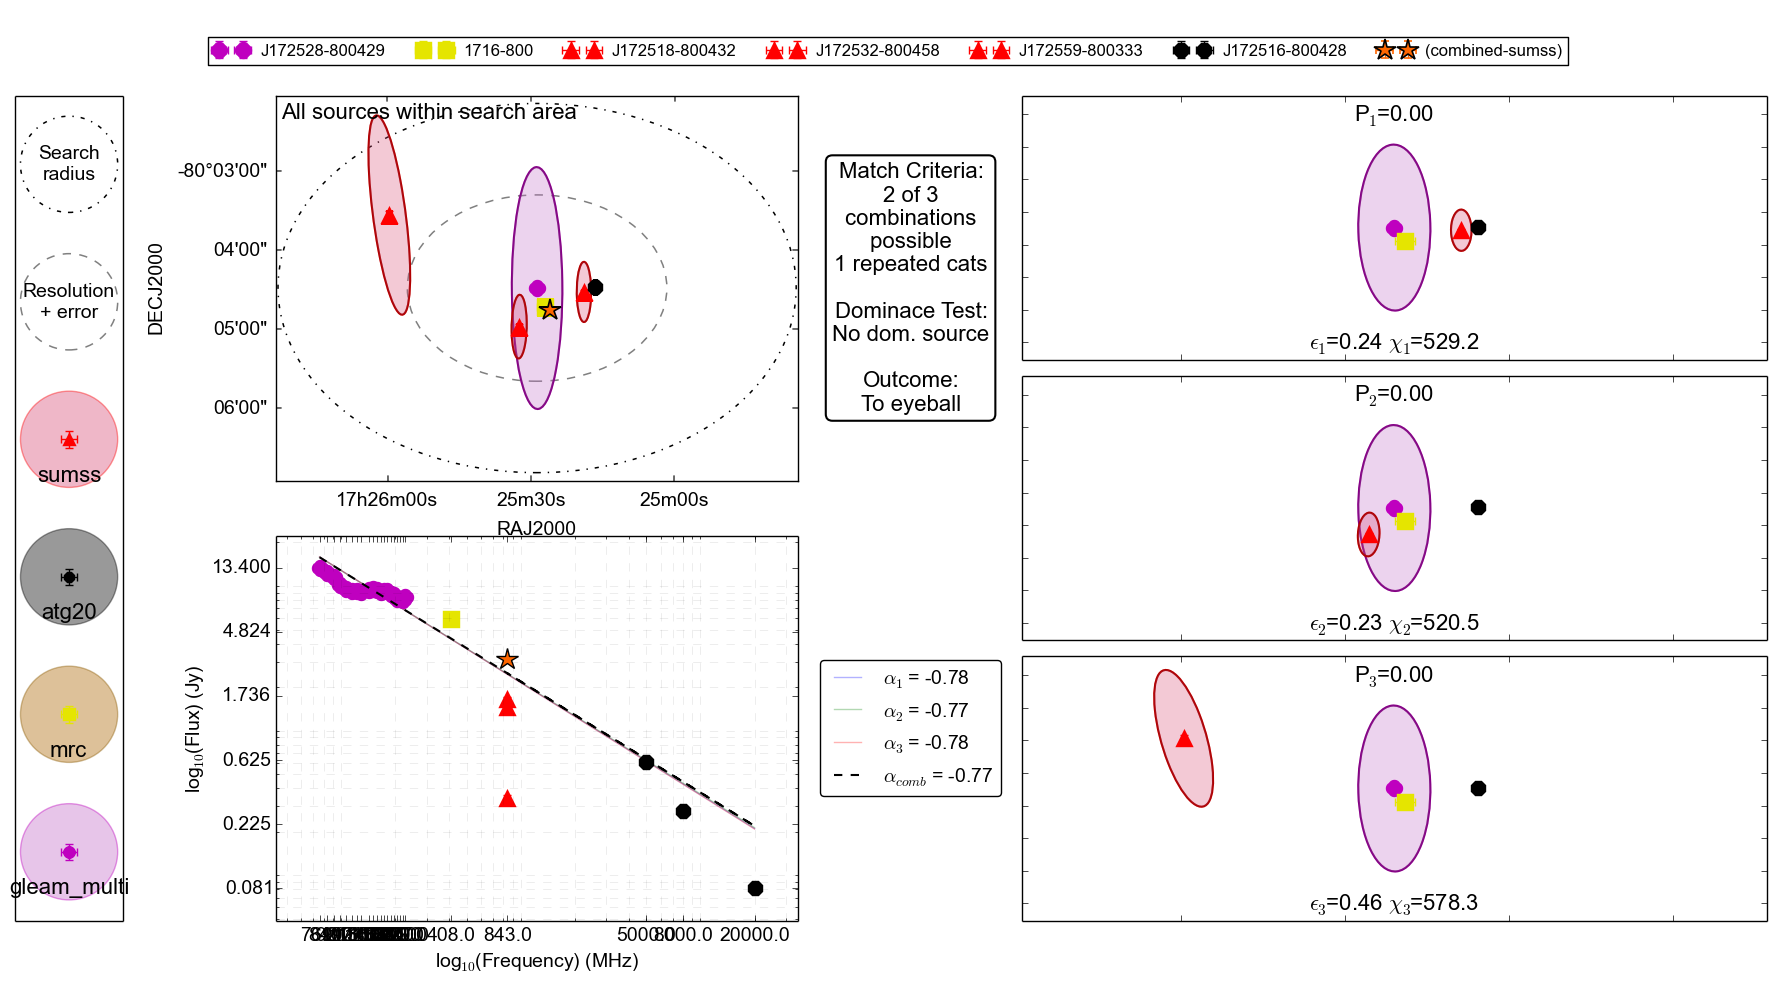 J172528-800429
1716-800
J172518-800432
J172532-800458
J172559-800333
J172516-800428
(combined-sumss)
Search
radius
Resolution
+ error
sumss
atg20
mrc
gleam_multi
All sources within search area
DECJ2000
-80°03'00"
04'00"
05'00"
06'00"
17h26m00s
25m30s
25m00s
RAJ2000
Match Criteria:
2 of 3
combinations
possible
1 repeated cats
Dominace Test:
No dom. source
Outcome:
To eyeball
log₁₀(Flux) (Jy)
13.400
4.824
1.736
0.625
0.225
0.081
408.0
843.0
5000.0
8000.0
20000.0
log₁₀(Frequency) (MHz)
α₁ = -0.78
α₂ = -0.77
α₃ = -0.78
α_comb = -0.77
P₁=0.00
ϵ₁=0.24 χ₁=529.2
P₂=0.00
ϵ₂=0.23 χ₂=520.5
P₃=0.00
ϵ₃=0.46 χ₃=578.3